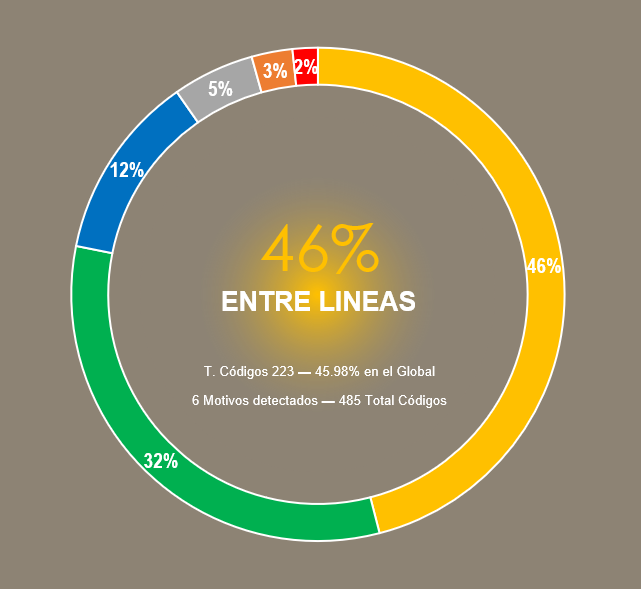 2%
3%
5%
12%
46%
46%
ENTRE LINEAS
T. Códigos 223 — 45.98% en el Global
6 Motivos detectados — 485 Total Códigos
32%